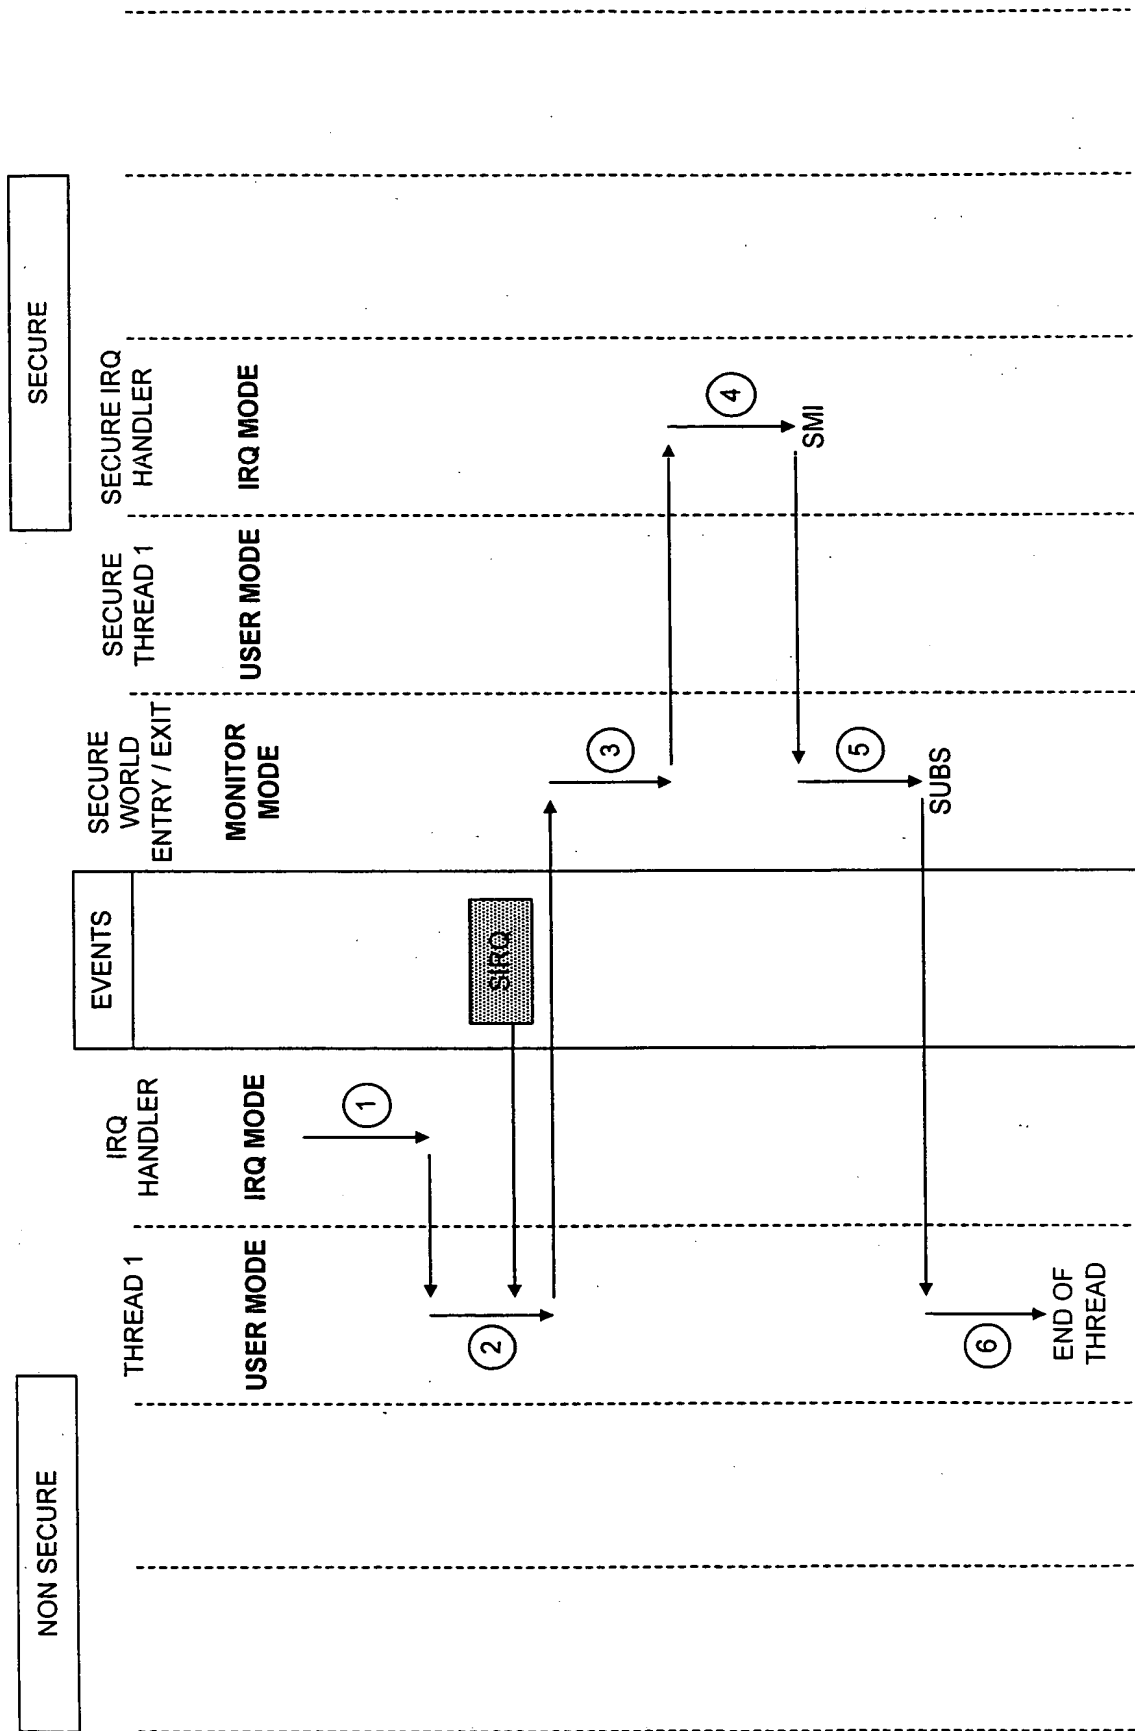 NON SECURE
SECURE
THREAD 1
USER MODE
IRQ
HANDLER
IRQ MODE
EVENTS
SECURE
WORLD
ENTRY / EXIT
MONITOR
MODE
SECURE
THREAD 1
USER MODE
SECURE IRQ
HANDLER
IRQ MODE
1
SIRQ
2
3
4
SMI
5
SUBS
6
END OF
THREAD